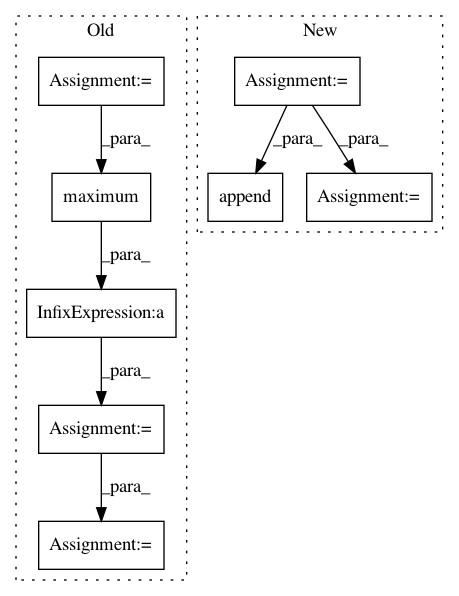 Old
Assignment:=
_para_
maximum
_para_
InfixExpression:a
_para_
Assignment:=
_para_
Assignment:=
New
Assignment:=
_para_
_para_
append
Assignment:=